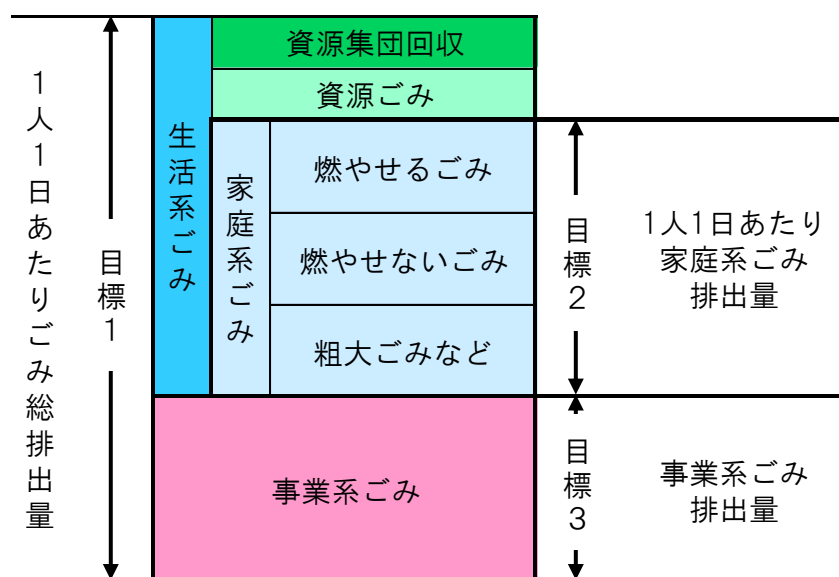 1人1日あたりごみ総排出量
目標1
生活系ごみ
資源集団回収
資源ごみ
家庭系ごみ
燃やせるごみ
燃やせないごみ
粗大ごみなど
事業系ごみ
目標2
1人1日あたり
家庭系ごみ
排出量
目標3
事業系ごみ
排出量